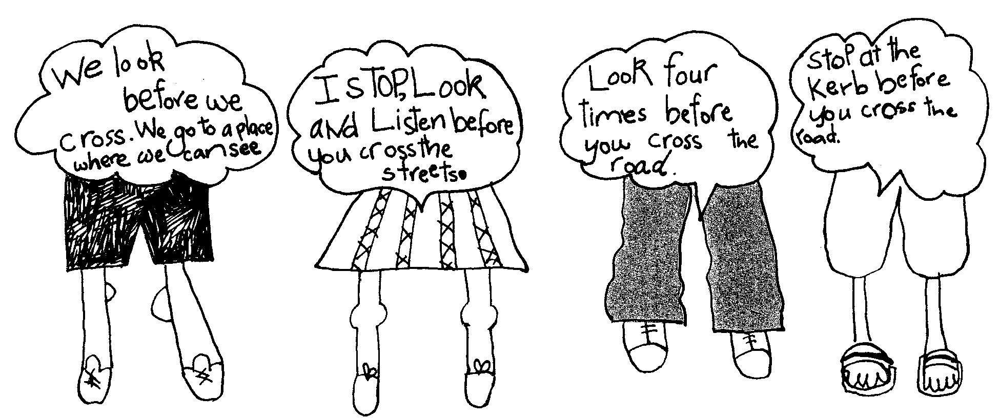 We look
before we
cross. We go to a place
where we can see
I STOP, Look
and Listen before
you cross the
streets.
Look four
times before
you cross the
road.
Stop at the
Kerb before
you cross the
road.